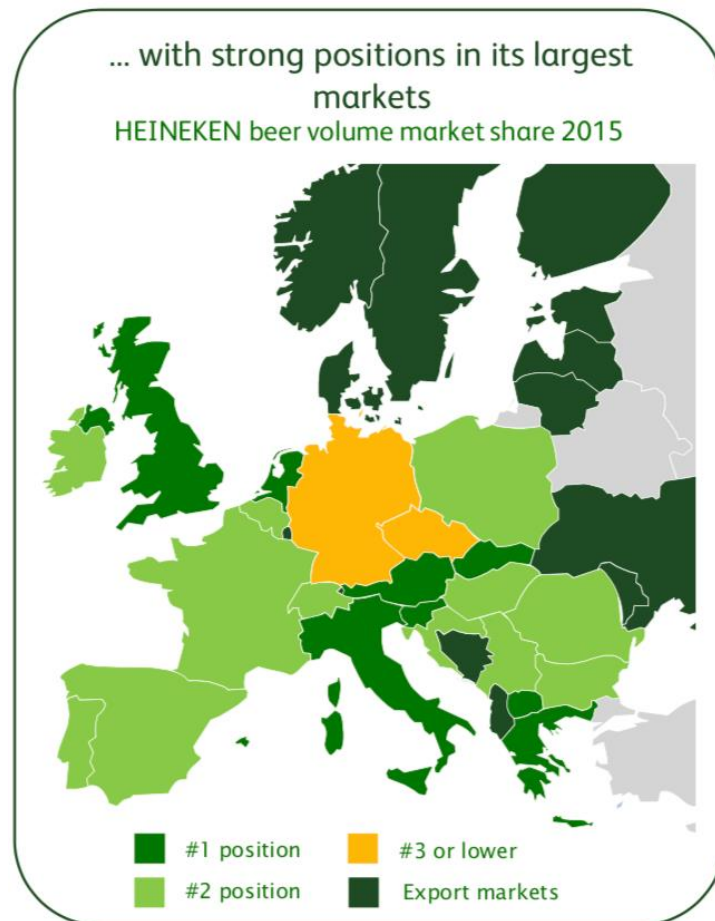 ... with strong positions in its largest
markets
HEINEKEN beer volume market share 2015
#1 position
#3 or lower
#2 position
Export markets